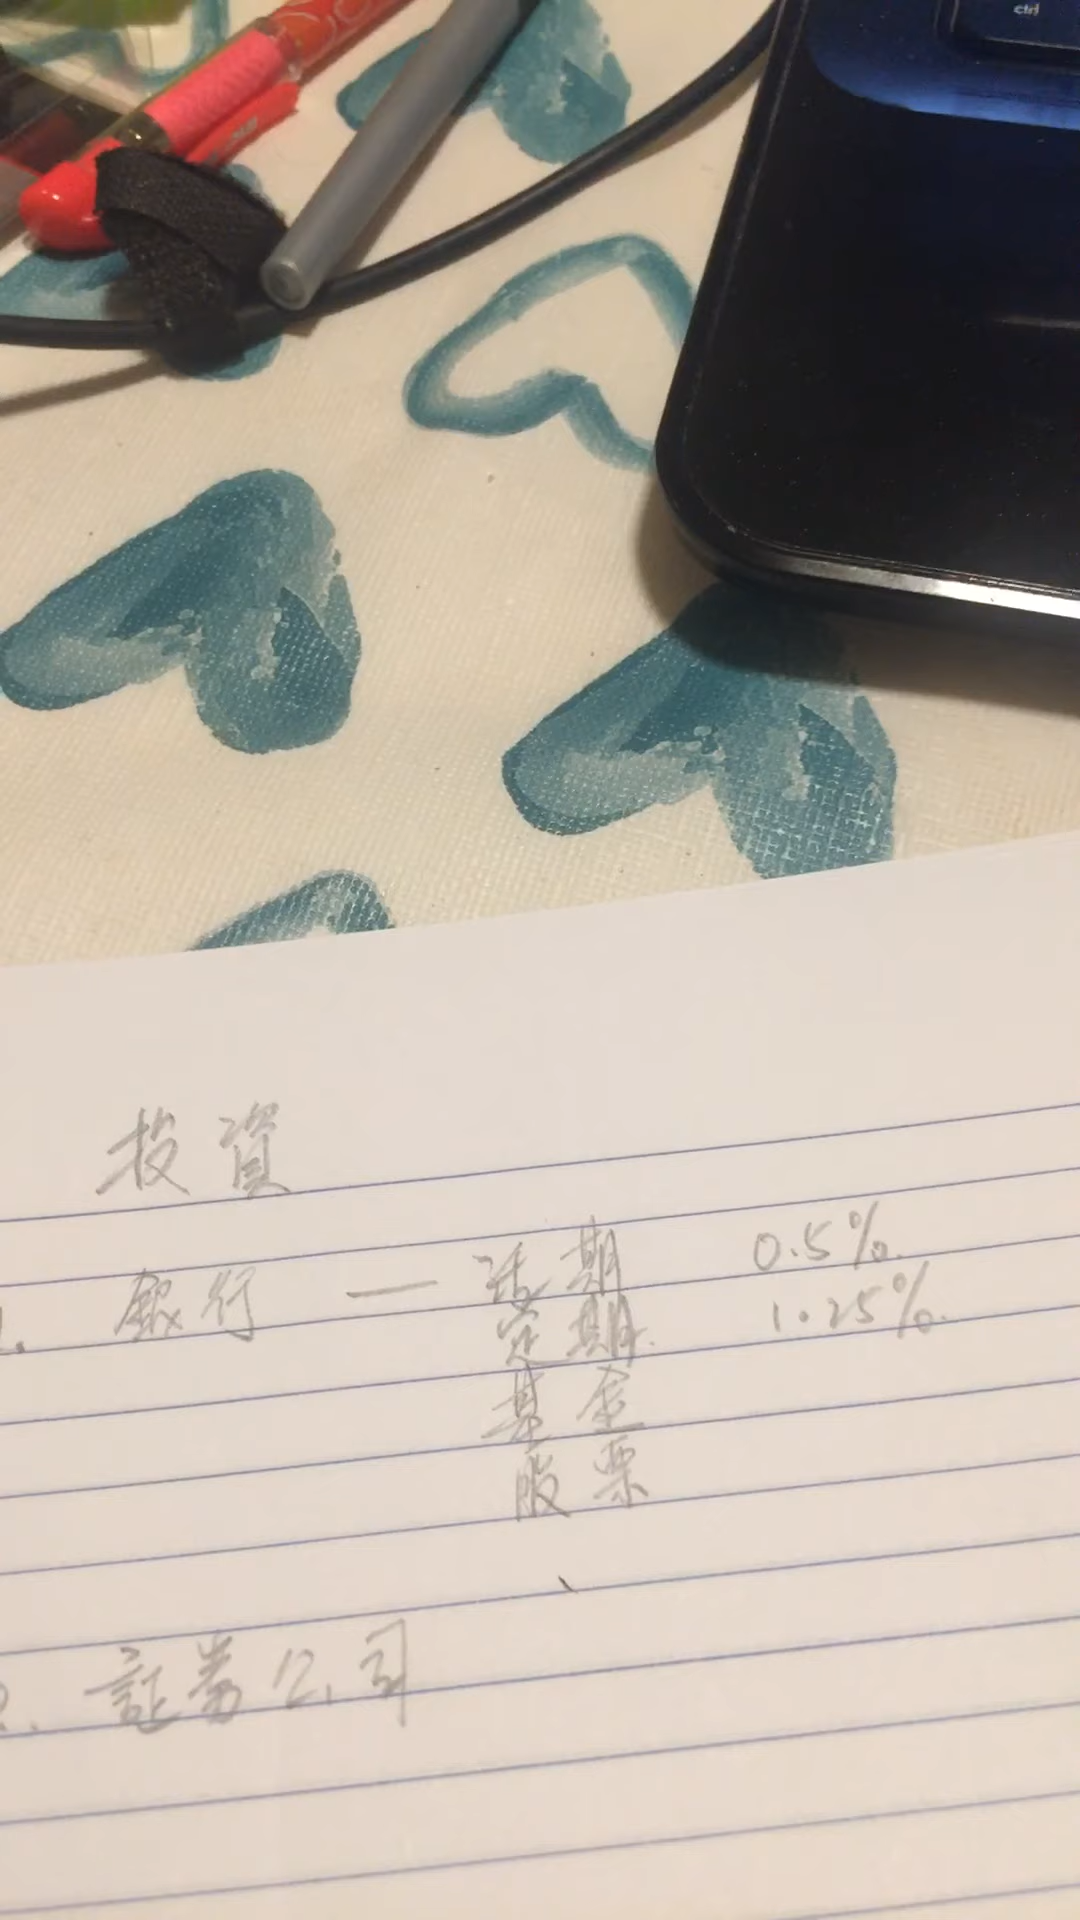 ctrl
投資
1. 銀行 — 活期 0.5%
定期 1.25%
基金
股票
2. 証券公司